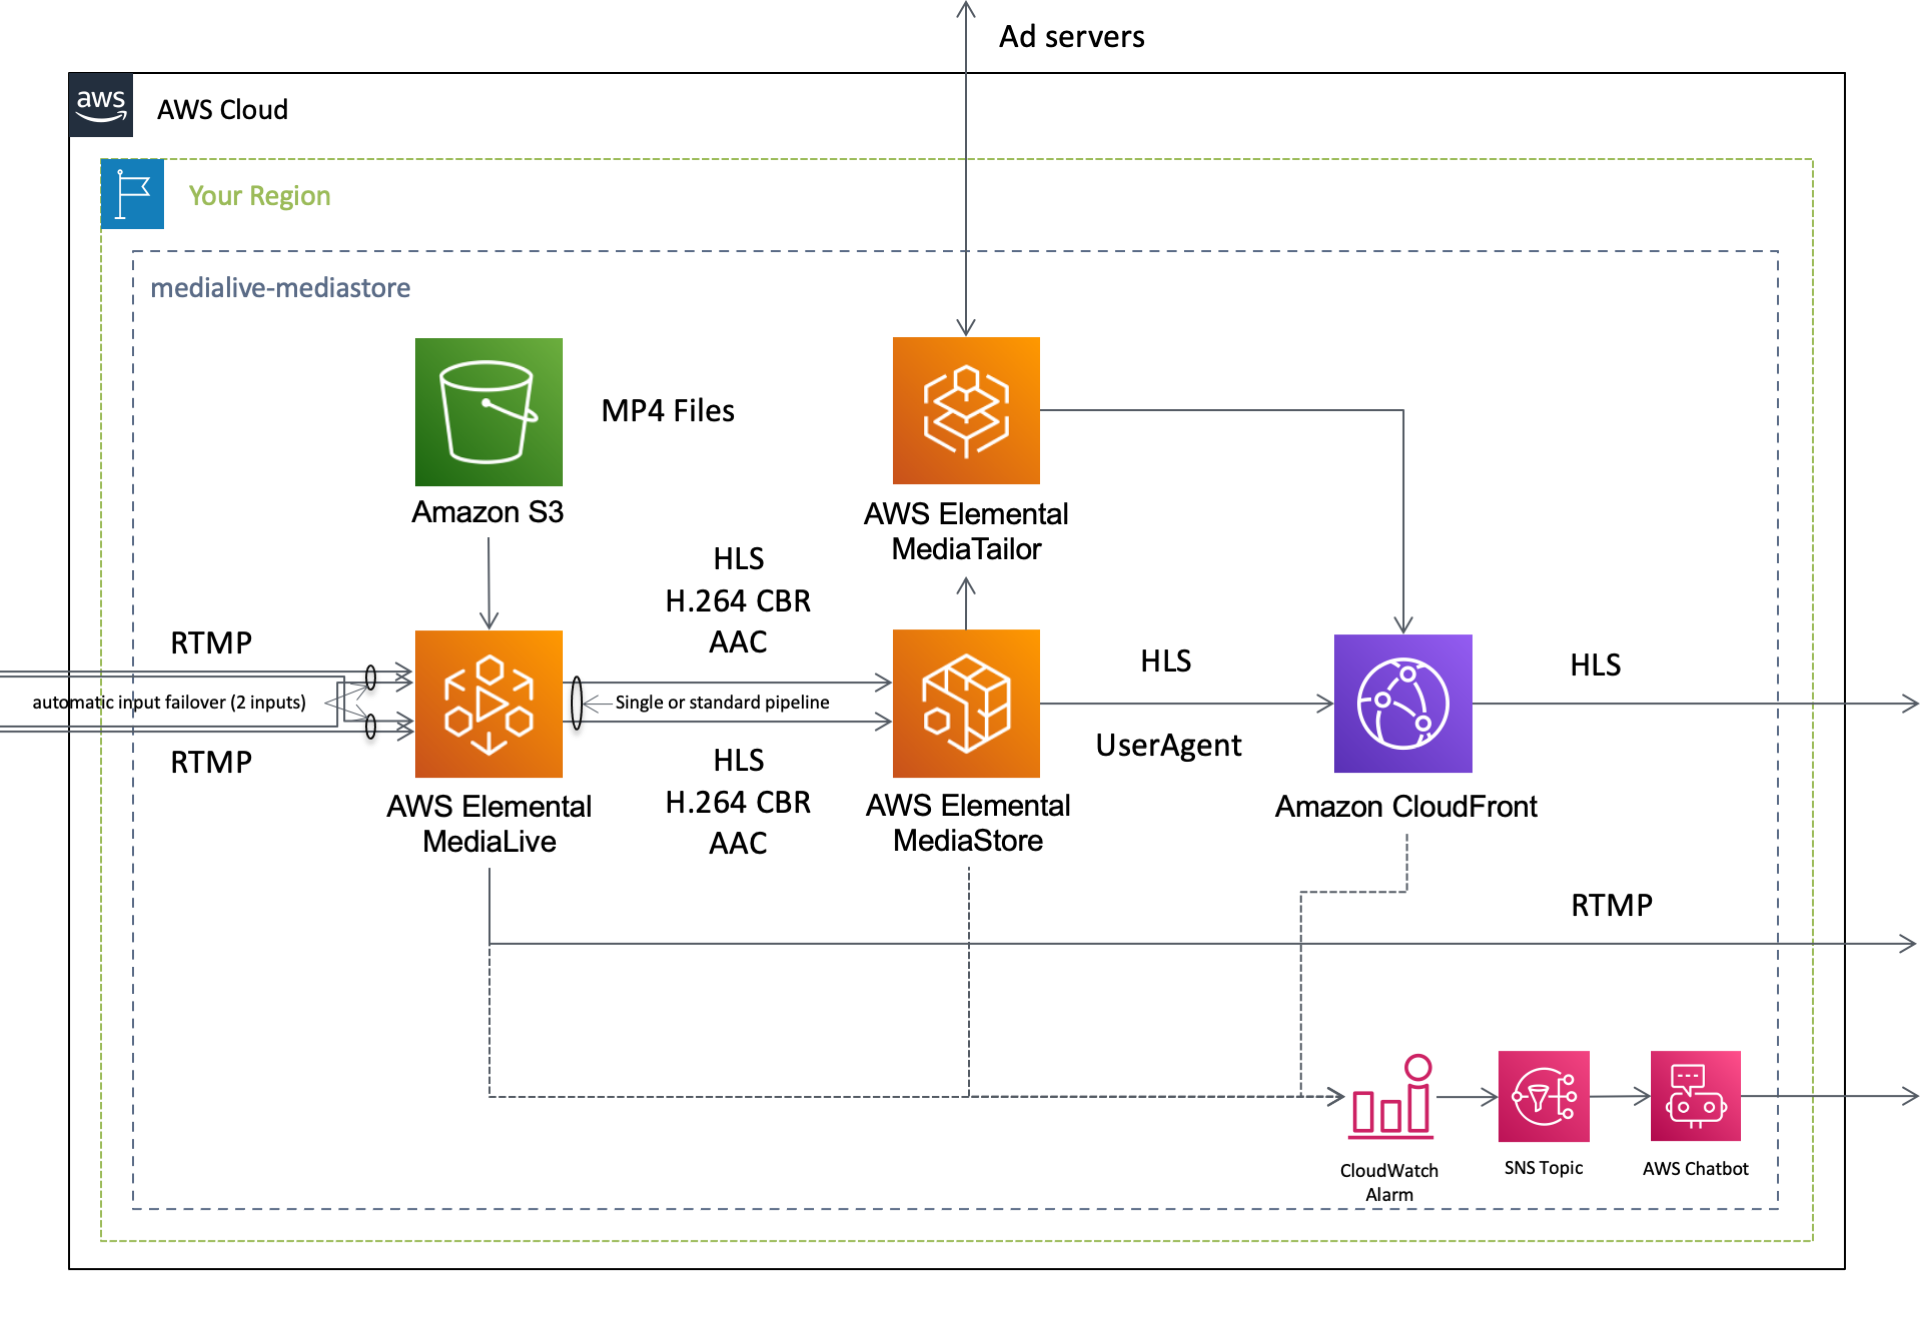 Ad servers
aws
AWS Cloud
Your Region
medialive-mediastore
MP4 Files
Amazon S3
AWS Elemental
MediaTailor
HLS
H.264 CBR
AAC
RTMP
HLS
HLS
automatic input failover (2 inputs)
Single or standard pipeline
RTMP
UserAgent
HLS
H.264 CBR
AAC
AWS Elemental
MediaLive
AWS Elemental
MediaStore
Amazon CloudFront
RTMP
CloudWatch
Alarm
SNS Topic
AWS Chatbot